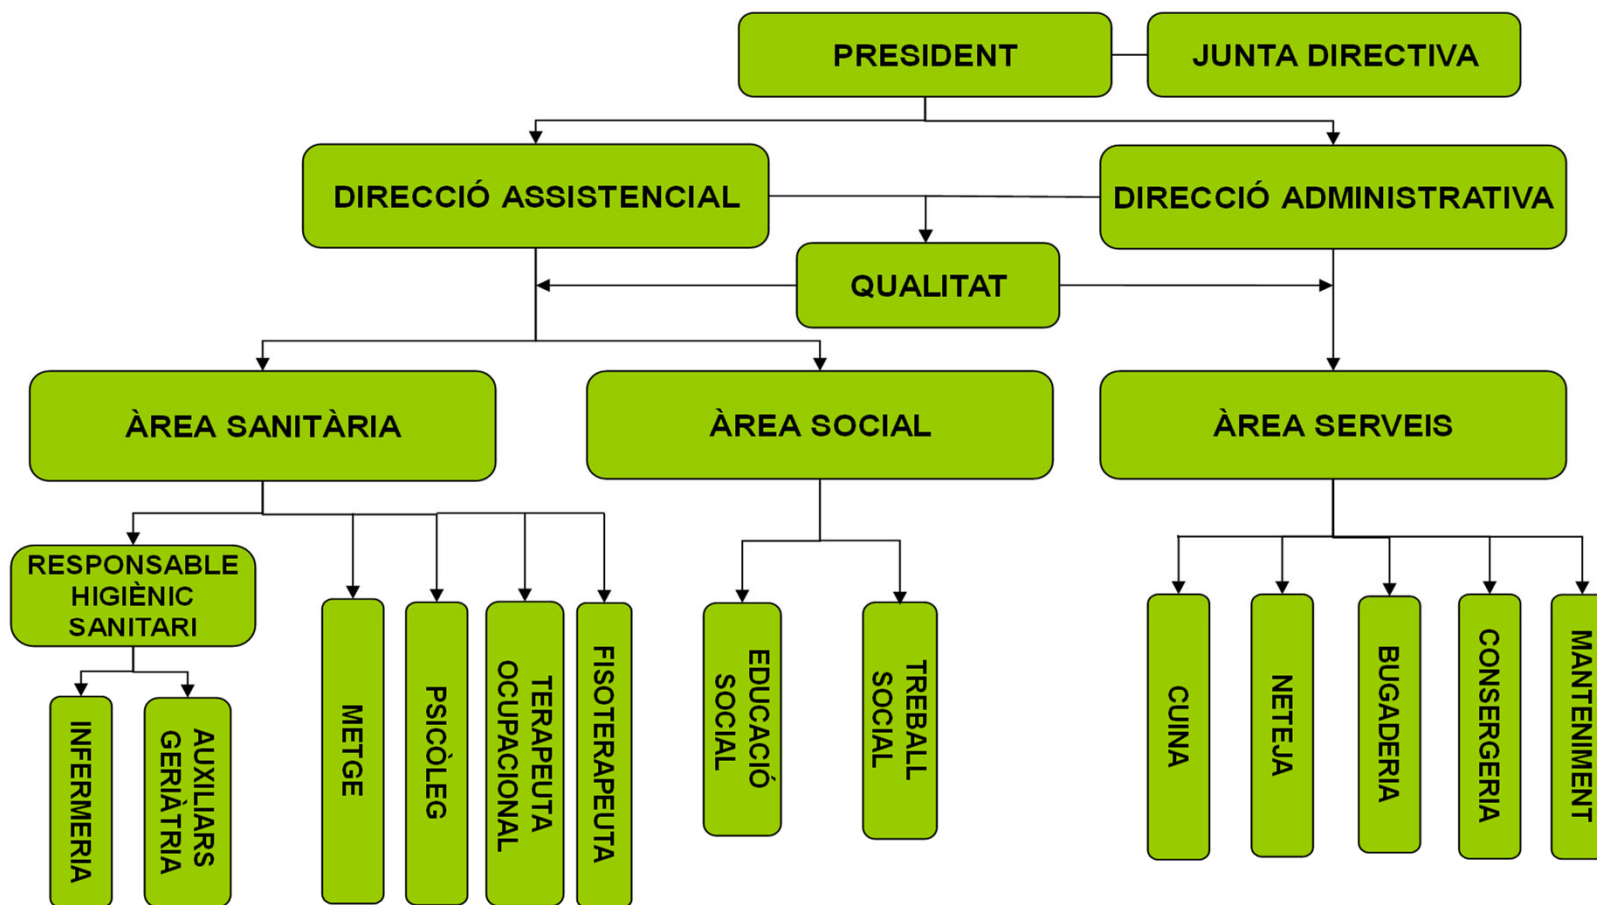 PRESIDENT
JUNTA DIRECTIVA
DIRECCIÓ ASSISTENCIAL
DIRECCIÓ ADMINISTRATIVA
QUALITAT
ÀREA SANITÀRIA
ÀREA SOCIAL
ÀREA SERVEIS
RESPONSABLE
HIGIÈNIC
SANITARI
INFERMERIA
AUXILIARS
GERIÀTRIA
METGE
PSICÒLEG
TERAPEUTA
OCUPACIONAL
FISOTERAPEUTA
EDUCACIÓ
SOCIAL
TREBALL
SOCIAL
CUINA
NETEJA
BUGADERIA
CONSERGERIA
MANTENIMENT